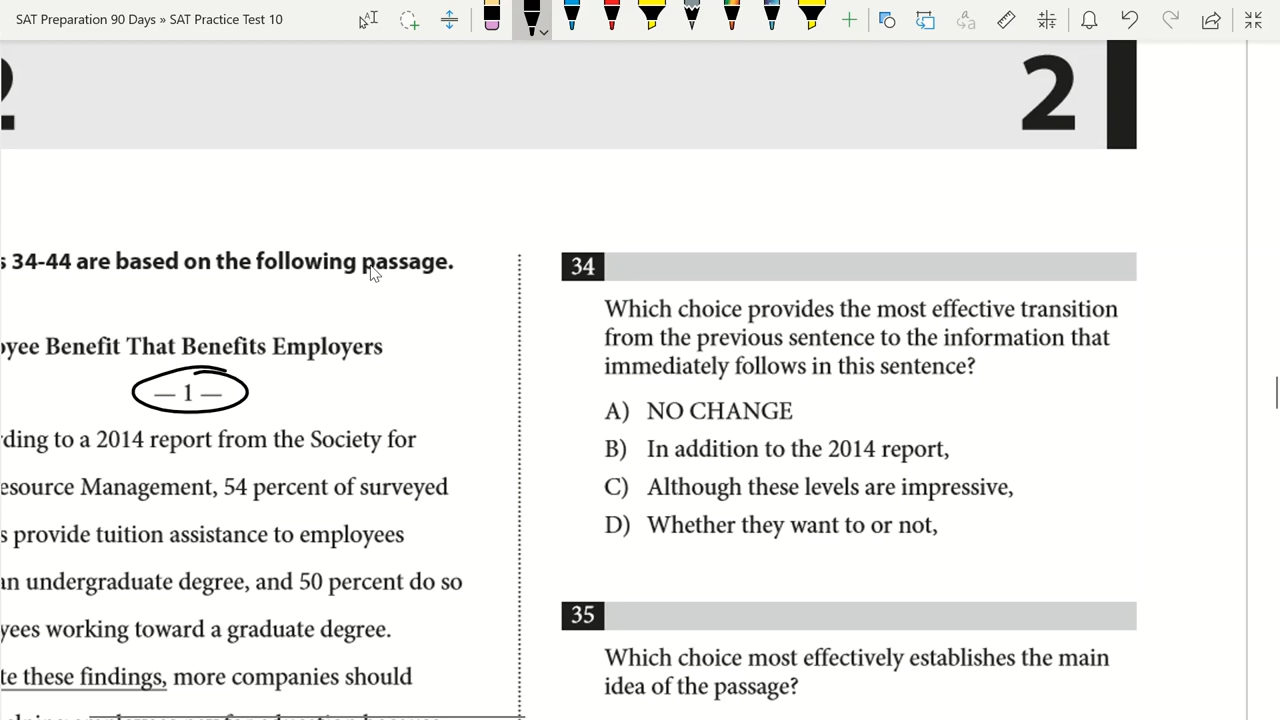 SAT Preparation 90 Days » SAT Practice Test 10
2
2
s 34-44 are based on the following passage.
yee Benefit That Benefits Employers
— 1 —
ding to a 2014 report from the Society for
esource Management, 54 percent of surveyed
s provide tuition assistance to employees
an undergraduate degree, and 50 percent do so
yees working toward a graduate degree.
te these findings, more companies should
34
Which choice provides the most effective transition
from the previous sentence to the information that
immediately follows in this sentence?
A) NO CHANGE
B) In addition to the 2014 report,
C) Although these levels are impressive,
D) Whether they want to or not,
35
Which choice most effectively establishes the main
idea of the passage?